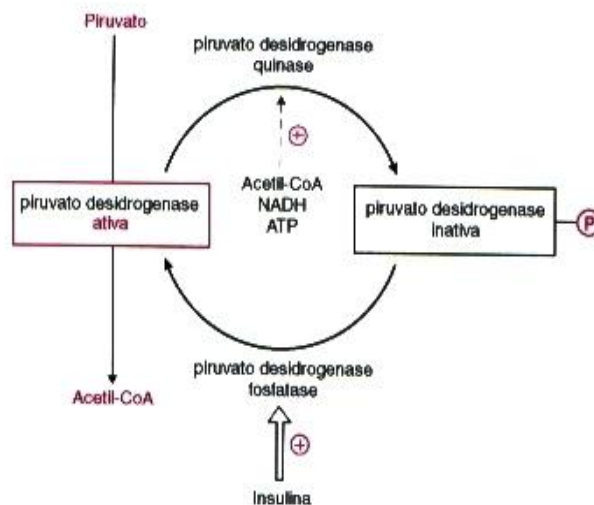 Piruvato
piruvato desidrogenase
quinase
+
Acetil-CoA
NADH
ATP
piruvato desidrogenase
ativa
piruvato desidrogenase
inativa
P
piruvato desidrogenase
fosfatase
Acetil-CoA
+
Insulina